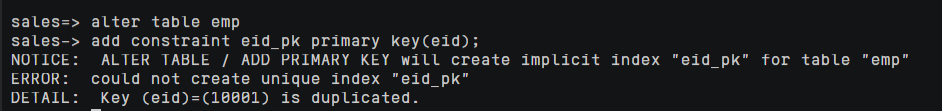 sales=> alter table emp
sales-> add constraint eid_pk primary key(eid);
NOTICE:  ALTER TABLE / ADD PRIMARY KEY will create implicit index "eid_pk" for table "emp"
ERROR:  could not create unique index "eid_pk"
DETAIL:  Key (eid)=(10001) is duplicated.